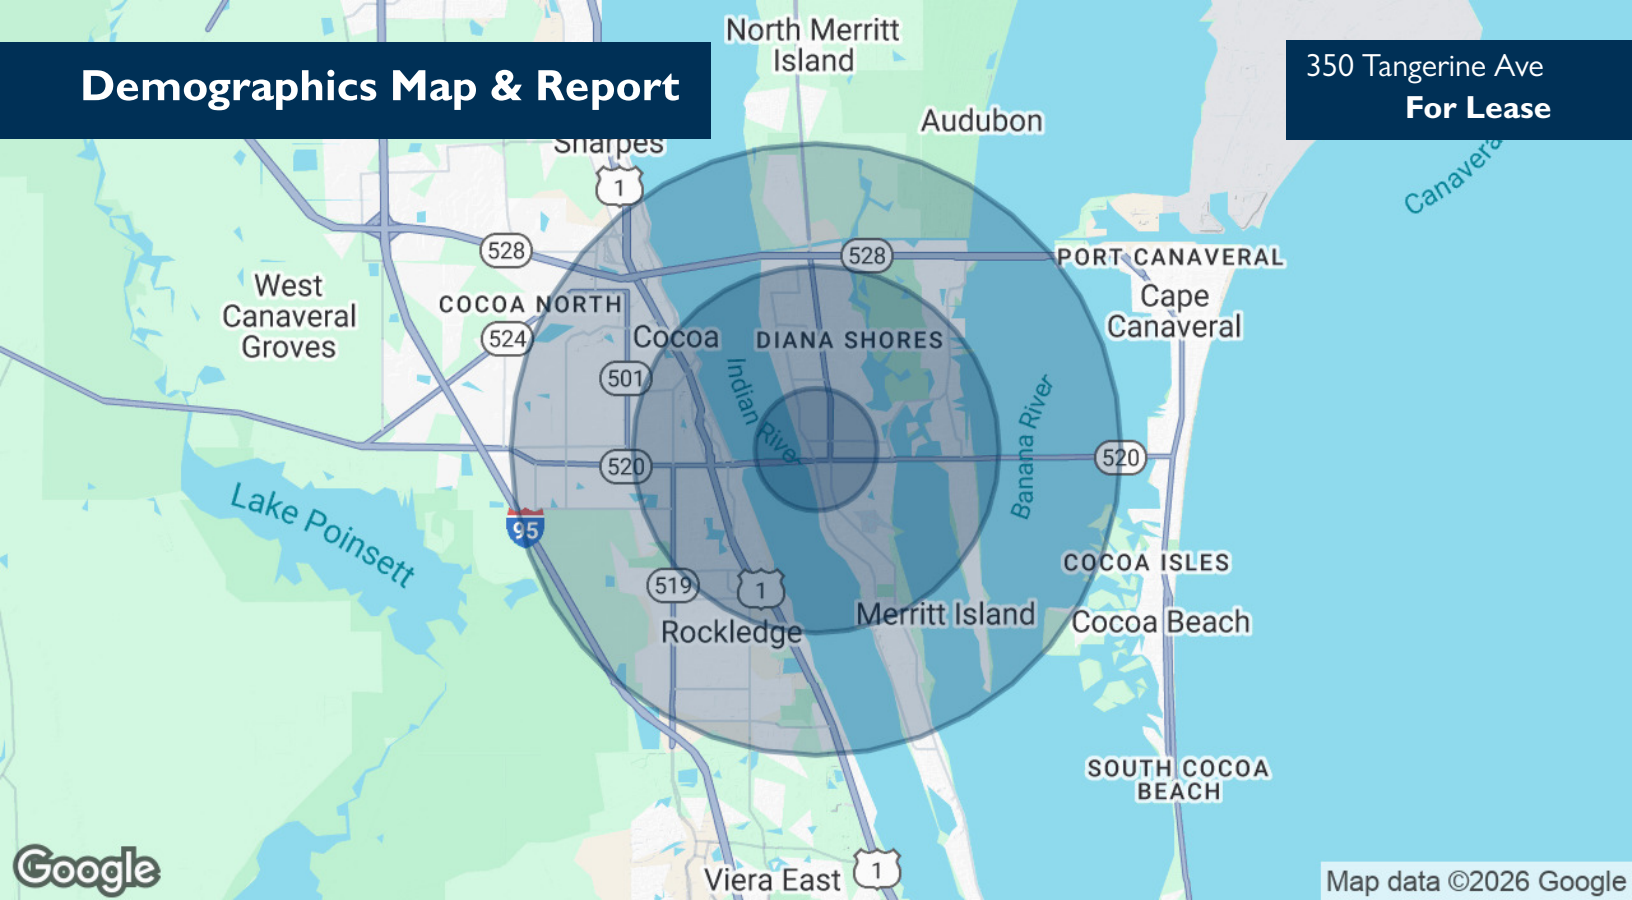 North Merritt
Island
Demographics Map & Report
350 Tangerine Ave
For Lease
Audubon
Sharpes
1
Canavera
528
528
PORT CANAVERAL
West
Canaveral
Groves
COCOA NORTH
Cape
Canaveral
524
Cocoa
DIANA SHORES
501
Indian River
Banana River
520
520
Lake Poinsett
95
COCOA ISLES
519
1
Merritt Island
Cocoa Beach
Rockledge
SOUTH COCOA
BEACH
Google
Viera East
1
Map data ©2026 Google